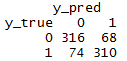 y_pred
y_true 0 1
0 316 68
1 74 310